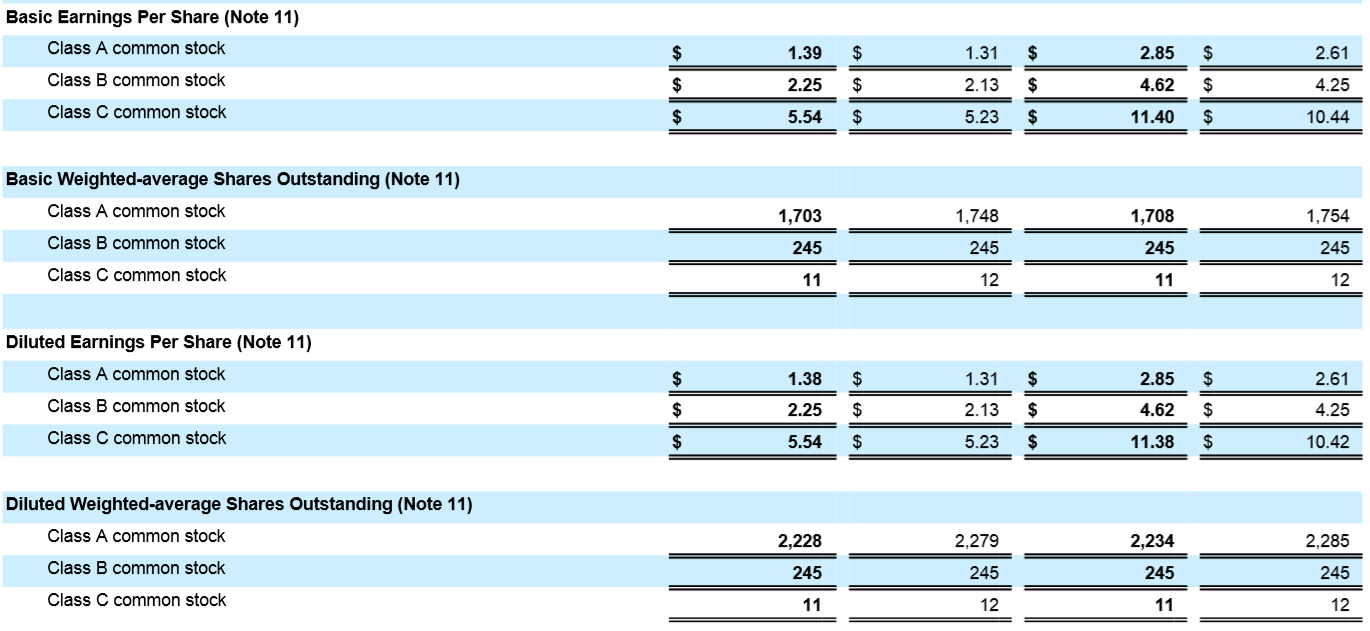 Basic Earnings Per Share (Note 11)
Class A common stock $ 1.39 $ 1.31 $ 2.85 $ 2.61
Class B common stock $ 2.25 $ 2.13 $ 4.62 $ 4.25
Class C common stock $ 5.54 $ 5.23 $ 11.40 $ 10.44
Basic Weighted-average Shares Outstanding (Note 11)
Class A common stock 1,703 1,748 1,708 1,754
Class B common stock 245 245 245 245
Class C common stock 11 12 11 12
Diluted Earnings Per Share (Note 11)
Class A common stock $ 1.38 $ 1.31 $ 2.85 $ 2.61
Class B common stock $ 2.25 $ 2.13 $ 4.62 $ 4.25
Class C common stock $ 5.54 $ 5.23 $ 11.38 $ 10.42
Diluted Weighted-average Shares Outstanding (Note 11)
Class A common stock 2,228 2,279 2,234 2,285
Class B common stock 245 245 245 245
Class C common stock 11 12 11 12